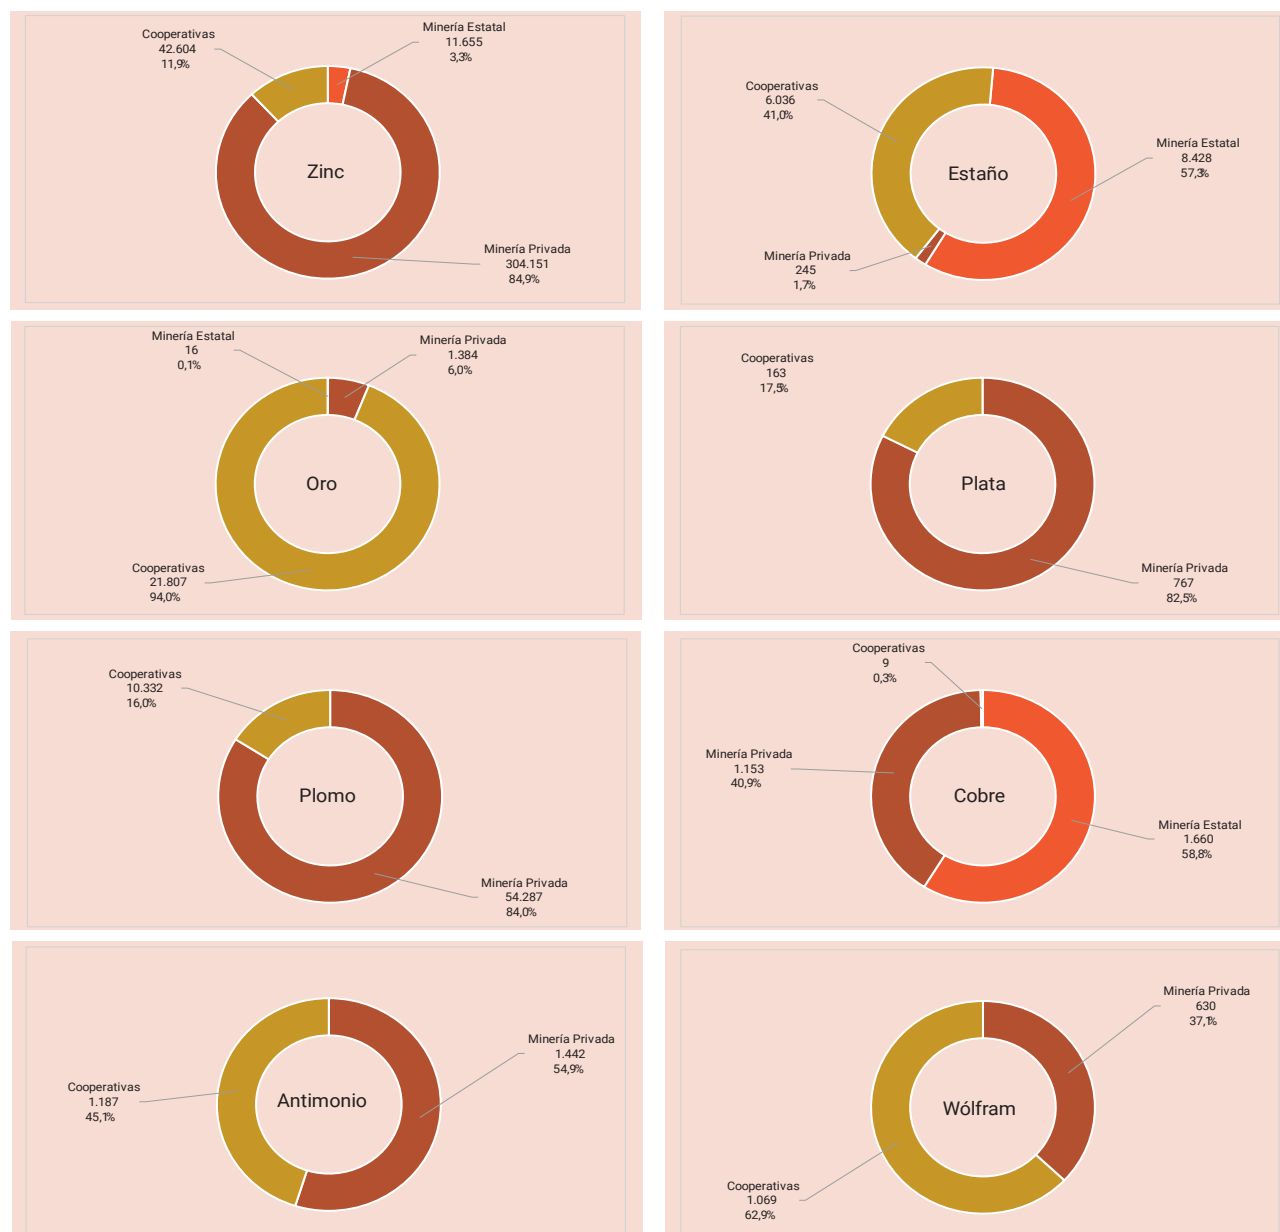 Cooperativas
42.604
11,9%
Minería Estatal
11.655
3,3%
Zinc
Minería Privada
304.151
84,9%
Cooperativas
6.036
41,0%
Minería Estatal
8.428
57,3%
Estaño
Minería Privada
245
1,7%
Minería Estatal
16
0,1%
Minería Privada
1.384
6,0%
Oro
Cooperativas
21.807
94,0%
Cooperativas
163
17,5%
Plata
Minería Privada
767
82,5%
Cooperativas
10.332
16,0%
Plomo
Minería Privada
54.287
84,0%
Cooperativas
9
0,3%
Minería Privada
1.153
40,9%
Cobre
Minería Estatal
1.660
58,8%
Minería Privada
1.442
54,9%
Antimonio
Cooperativas
1.187
45,1%
Minería Privada
630
37,1%
Wólfram
Cooperativas
1.069
62,9%